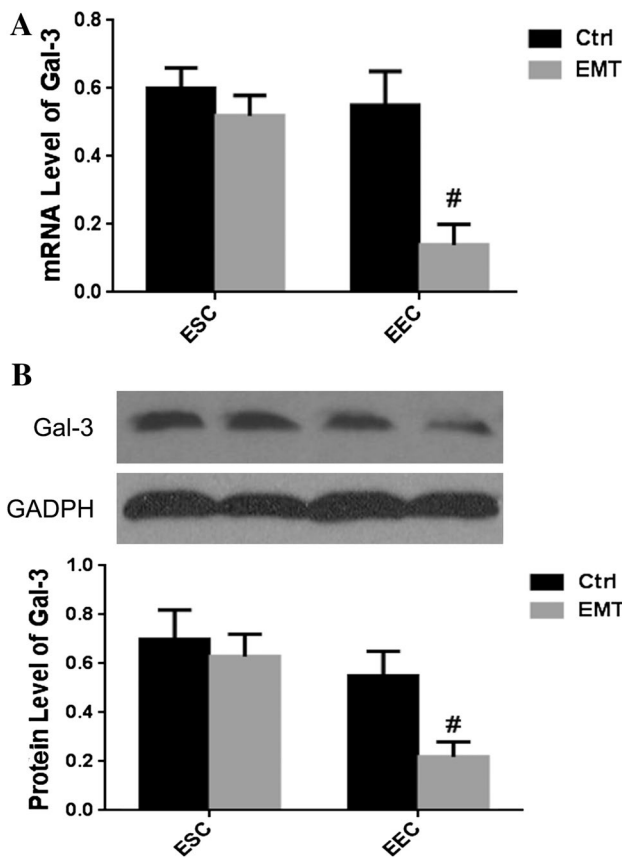 A
mRNA Level of Gal-3
0.8
0.6
0.4
0.2
0.0
#
ESC
EEC
Ctrl
EMT
B
Gal-3
GADPH
Protein Level of Gal-3
1.0
0.8
0.6
0.4
0.2
0.0
#
ESC
EEC
Ctrl
EMT